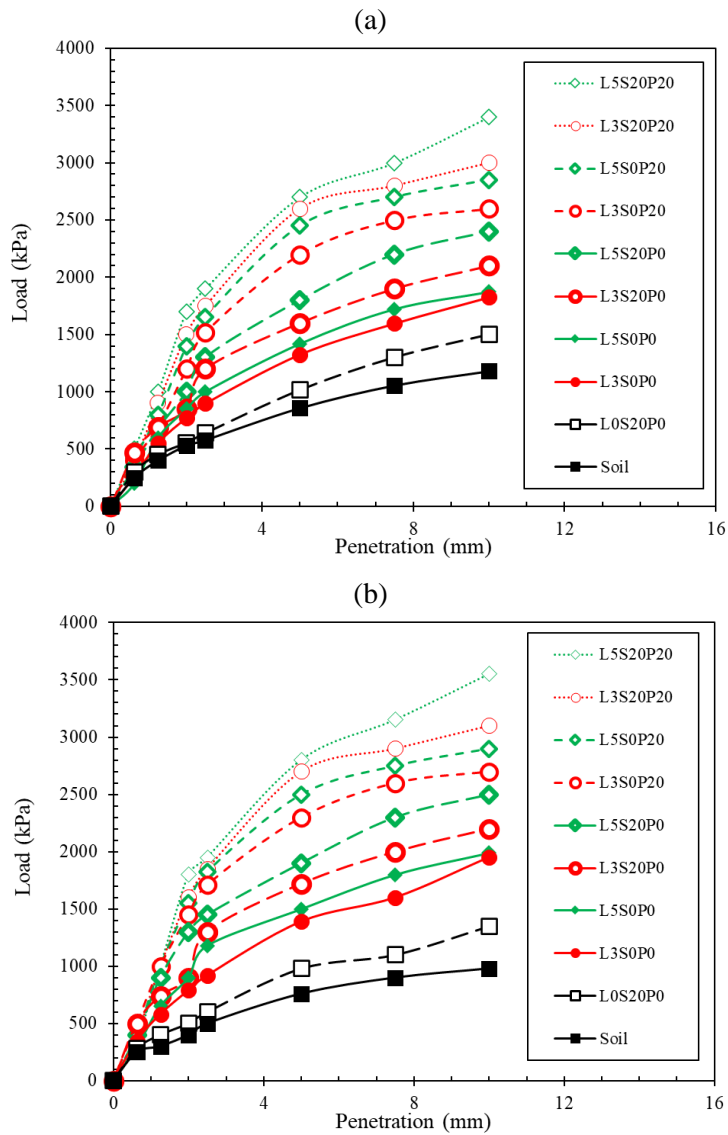 (a)
4000
3500
3000
2500
2000
1500
1000
500
0
Load (kPa)
0 4 8 12 16
Penetration (mm)
L5S20P20
L3S20P20
L5S0P20
L3S0P20
L5S20P0
L3S20P0
L5S0P0
L3S0P0
L0S20P0
Soil
(b)
4000
3500
3000
2500
2000
1500
1000
500
0
Load (kPa)
0 4 8 12 16
Penetration (mm)
L5S20P20
L3S20P20
L5S0P20
L3S0P20
L5S20P0
L3S20P0
L5S0P0
L3S0P0
L0S20P0
Soil